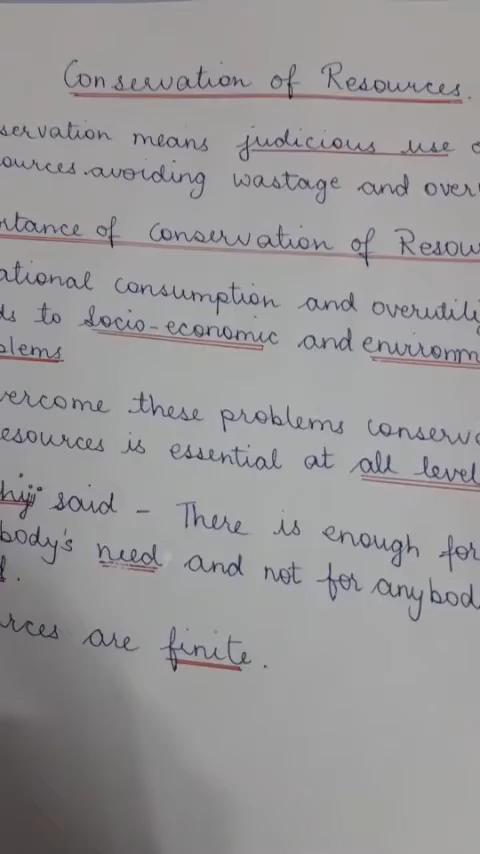 Conservation of Resources.
servation means judicious use
ources. avoiding wastage and over
rtance of conservation of Resou
ational consumption and overutili
ds to Socio-economic and environm
blems
vercome these problems conserv
esources is essential at all level
hiji said - There is enough for
body's need and not for anybod
rces are finite.